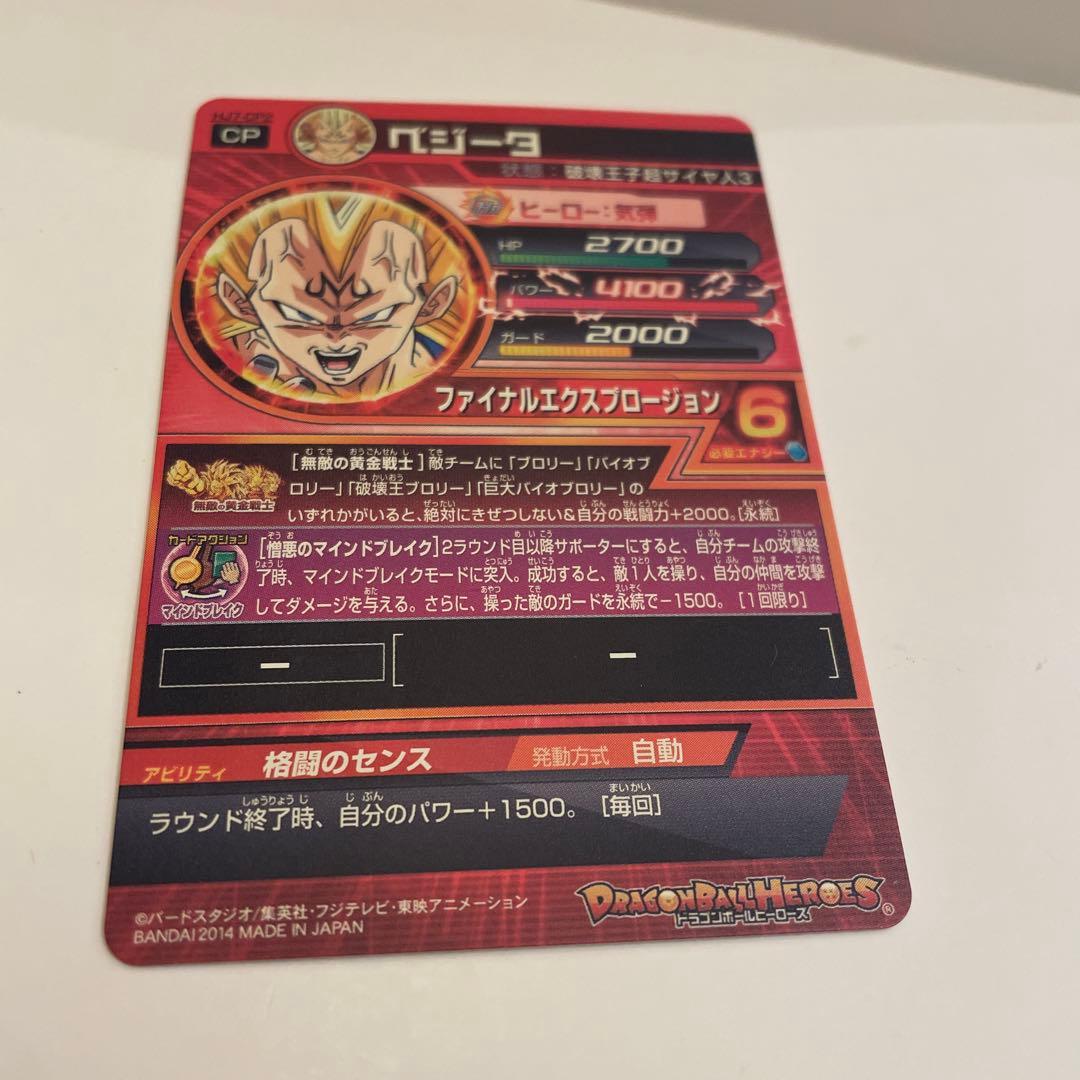 HJ7-CP2
CP
ベジータ
状態：破壊王子超サイヤ人3
ヒーロー：気弾
HP 2700
パワー 4100
ガード 2000
ファイナルエクスプロージョン
6
必要エナジー
無敵の黄金戦士
[無敵の黄金戦士]敵チームに「ブロリー」「バイオブ
ロリー」「破壊王ブロリー」「巨大バイオブロリー」の
いずれかがいると、絶対にきぜつしない&自分の戦闘力+2000。[永続]
カードアクション
マインドブレイク
[憎悪のマインドブレイク]2ラウンド目以降サポーターにすると、自分チームの攻撃終
了時、マインドブレイクモードに突入。成功すると、敵1人を操り、自分の仲間を攻撃
してダメージを与える。さらに、操った敵のガードを永続で−1500。 [1回限り]
ー [ ー ]
アビリティ 格闘のセンス 発動方式 自動
ラウンド終了時、自分のパワー+1500。 [毎回]
DRAGONBALL HEROES
ドラゴンボールヒーローズ ®
©バードスタジオ/集英社・フジテレビ・東映アニメーション
BANDAI 2014 MADE IN JAPAN